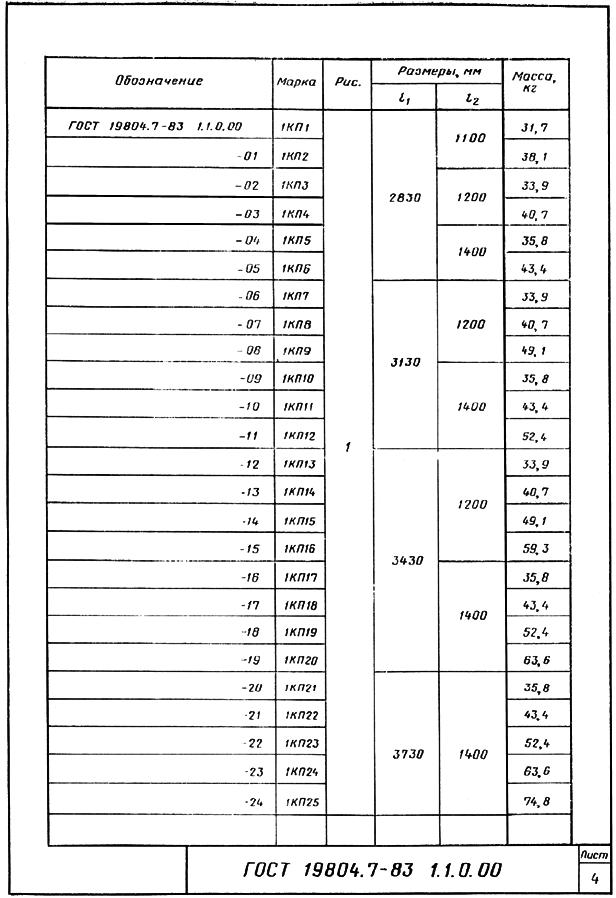 Обозначение Марка Рис. Размеры, мм Масса, кг
l1 l2
ГОСТ 19804.7-83 1.1.0.00 1КП1 1 2830 1100 31,7
-01 1КП2 38,1
-02 1КП3 1200 33,9
-03 1КП4 40,7
-04 1КП5 1400 35,8
-05 1КП6 43,4
-06 1КП7 3130 1200 33,9
-07 1КП8 40,7
-08 1КП9 49,1
-09 1КП10 1400 35,8
-10 1КП11 43,4
-11 1КП12 52,4
-12 1КП13 3430 1200 33,9
-13 1КП14 40,7
-14 1КП15 49,1
-15 1КП16 59,3
-16 1КП17 1400 35,8
-17 1КП18 43,4
-18 1КП19 52,4
-19 1КП20 63,6
-20 1КП21 3730 1400 35,8
-21 1КП22 43,4
-22 1КП23 52,4
-23 1КП24 63,6
-24 1КП25 74,8
ГОСТ 19804.7-83 1.1.0.00
Лист
4